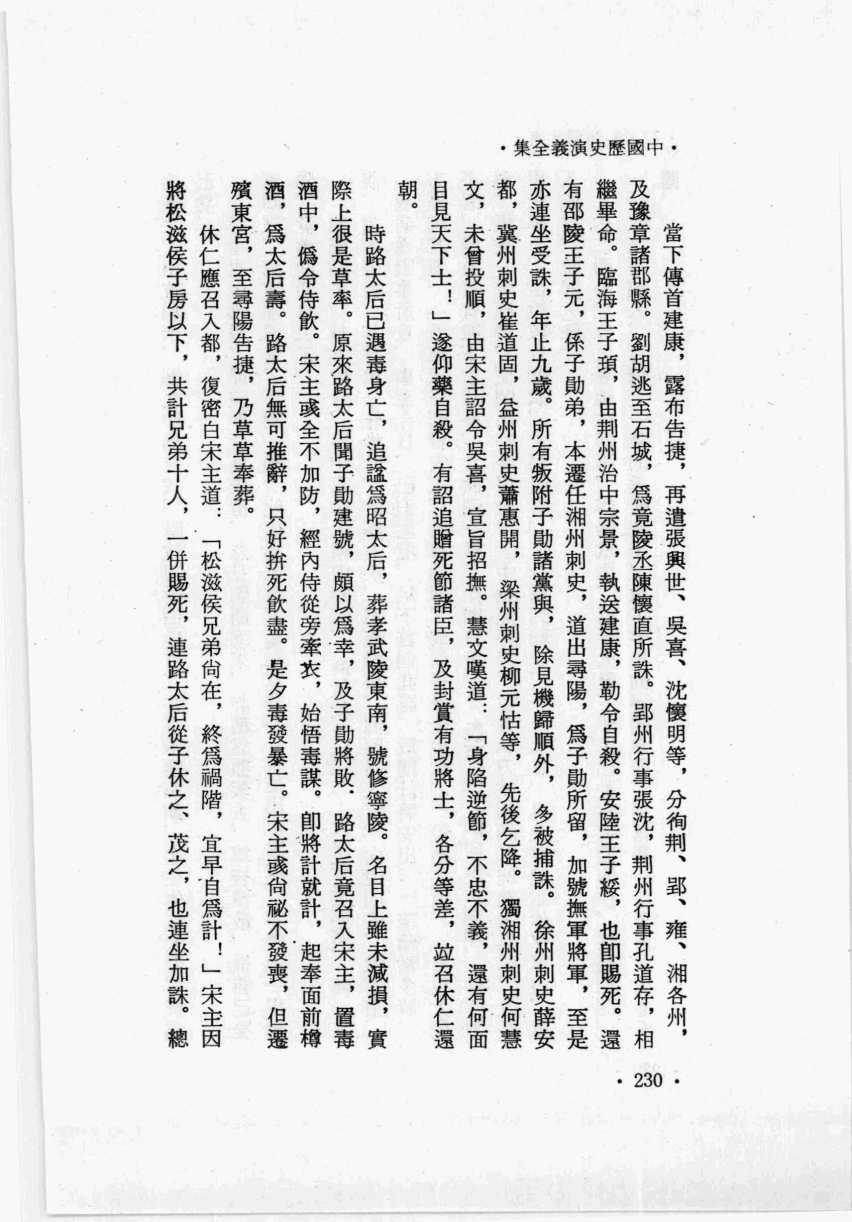 ·中國歷史演義全集·
當下傳首建康，露布告捷，再遣張興世、吳喜、沈懷明等，分徇荆、郢、雍、湘各州，
及豫章諸郡縣。劉胡逃至石城，爲竟陵丞陳懷直所誅。郢州行事張沈，荆州行事孔道存，相
繼畢命。臨海王子頊，由荆州治中宗景，執送建康，勒令自殺。安陸王子綏，也卽賜死。還
有邵陵王子元，係子勛弟，本遷任湘州刺史，道出尋陽，爲子勛所留，加號撫軍將軍，至是
亦連坐受誅，年止九歲。所有叛附子勛諸黨與，除見機歸順外，多被捕誅。徐州刺史薛安
都，冀州刺史崔道固，益州刺史蕭惠開，梁州刺史柳元怙等，先後乞降。獨湘州刺史何慧
文，未曾投順，由宋主詔令吳喜，宣旨招撫。慧文嘆道：「身陷逆節，不忠不義，還有何面
目見天下士！」遂仰藥自殺。有詔追贈死節諸臣，及封賞有功將士，各分等差，竝召休仁還
朝。
時路太后已遇毒身亡，追諡爲昭太后，葬孝武陵東南，號修寧陵。名目上雖未減損，實
際上很是草率。原來路太后聞子勛建號，頗以爲幸，及子勛將敗．路太后竟召入宋主，置毒
酒中，僞令侍飲。宋主彧全不加防，經內侍從旁牽衣，始悟毒謀。卽將計就計，起奉面前樽
酒，爲太后壽。路太后無可推辭，只好拚死飲盡。是夕毒發暴亡。宋主彧尙祕不發喪，但遷
殯東宮，至尋陽告捷，乃草草奉葬。
休仁應召入都，復密白宋主道：「松滋侯兄弟尙在，終爲禍階，宜早自爲計！」宋主因
將松滋侯子房以下，共計兄弟十人，一併賜死，連路太后從子休之、茂之，也連坐加誅。總
·230·